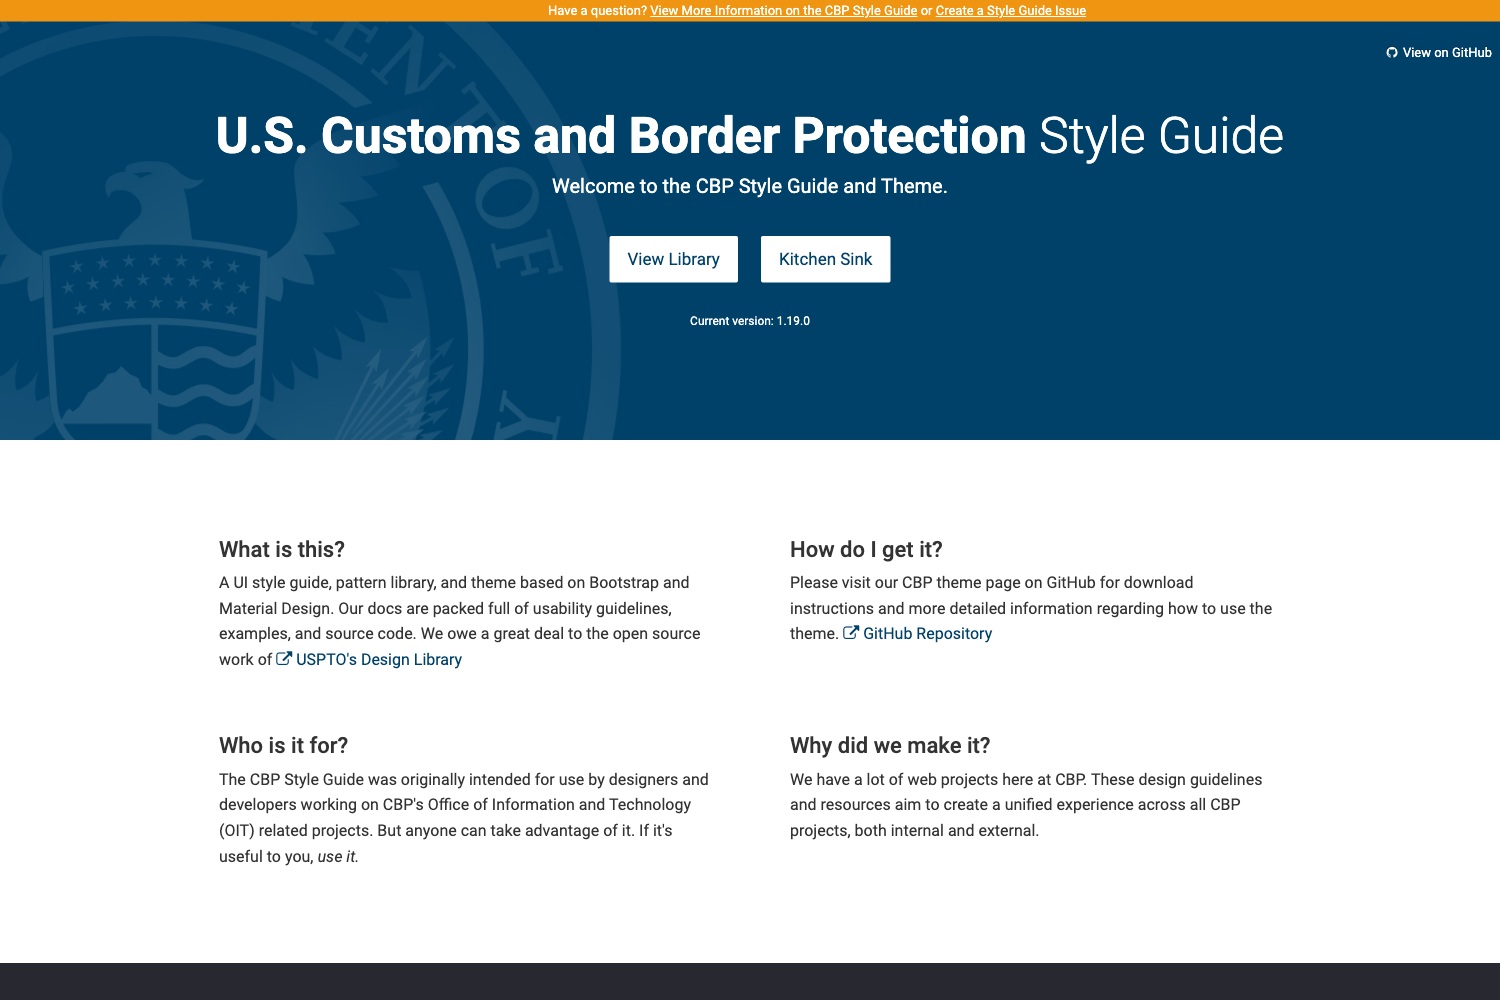 Have a question? View More Information on the CBP Style Guide or Create a Style Guide Issue
View on GitHub
U.S. Customs and Border Protection Style Guide
Welcome to the CBP Style Guide and Theme.
View Library
Kitchen Sink
Current version: 1.19.0
What is this?
A UI style guide, pattern library, and theme based on Bootstrap and
Material Design. Our docs are packed full of usability guidelines,
examples, and source code. We owe a great deal to the open source
work of USPTO's Design Library
How do I get it?
Please visit our CBP theme page on GitHub for download
instructions and more detailed information regarding how to use the
theme. GitHub Repository
Who is it for?
The CBP Style Guide was originally intended for use by designers and
developers working on CBP's Office of Information and Technology
(OIT) related projects. But anyone can take advantage of it. If it's
useful to you, use it.
Why did we make it?
We have a lot of web projects here at CBP. These design guidelines
and resources aim to create a unified experience across all CBP
projects, both internal and external.